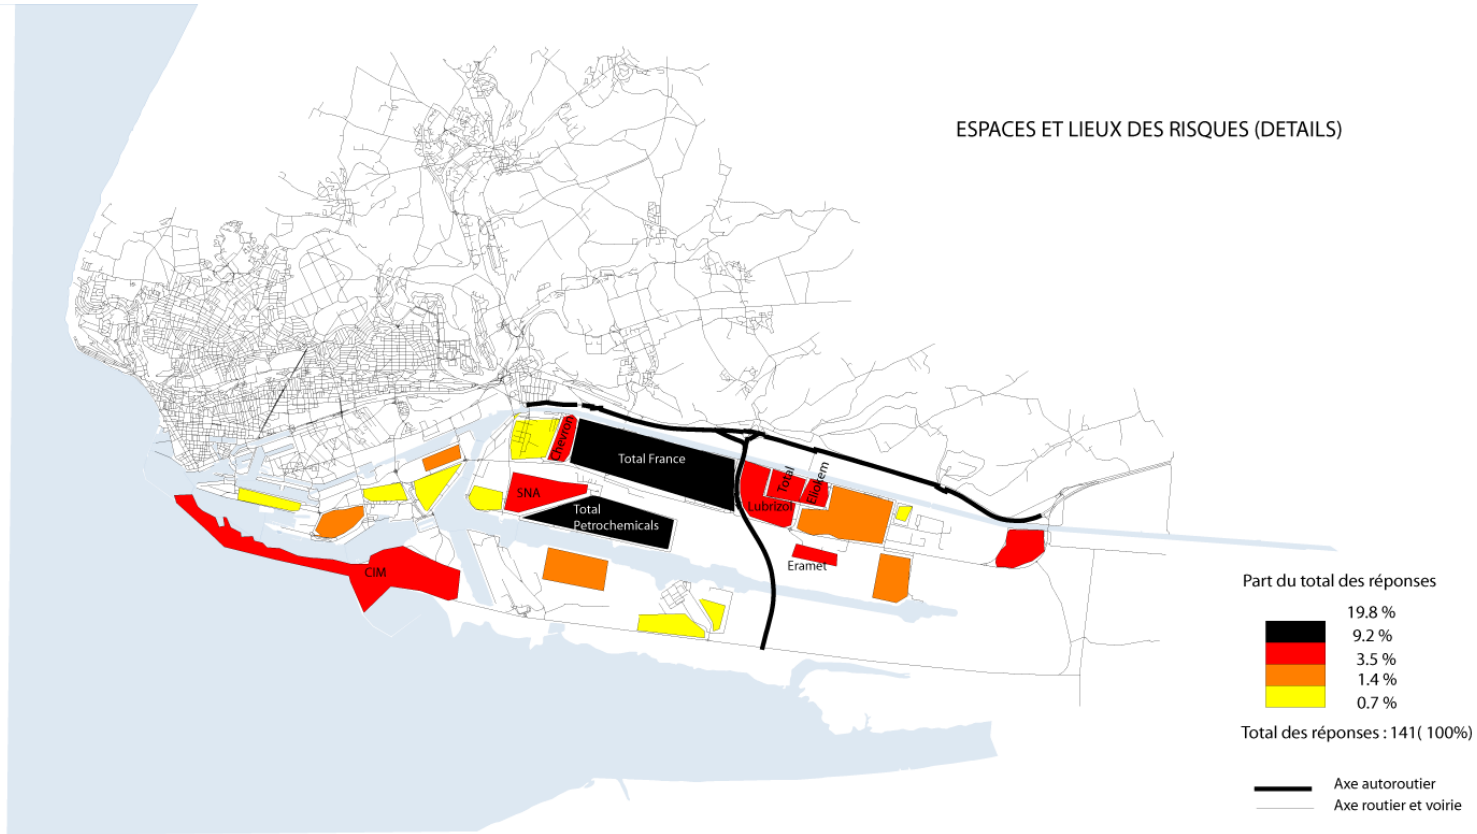 ESPACES ET LIEUX DES RISQUES (DETAILS)
Chevron
Total France
Total
Eliokem
Lubrizol
SNA
Total
Petrochemicals
Eramet
CIM
Part du total des réponses
19.8 %
9.2 %
3.5 %
1.4 %
0.7 %
Total des réponses : 141( 100%)
Axe autoroutier
Axe routier et voirie